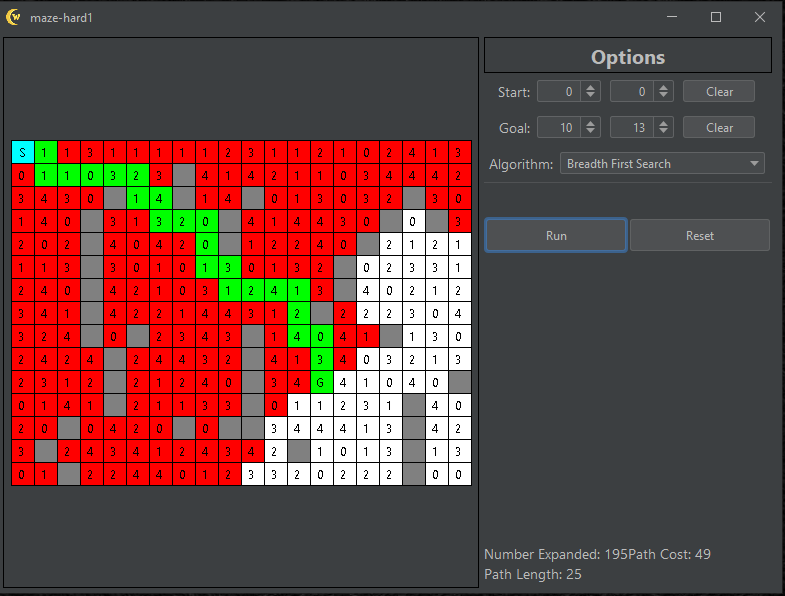 maze-hard1
S 1 1 3 1 1 1 1 1 2 3 1 1 2 1 0 2 4 1 3
0 1 1 0 3 2 3 4 1 4 2 1 1 0 3 4 4 4 2
3 4 3 0 1 4 1 4 0 1 3 0 3 2 3 0
1 4 0 3 1 3 2 0 4 1 4 4 3 0 0 3
2 0 2 4 0 4 2 0 1 2 2 4 0 2 1 2 1
1 1 3 3 0 1 0 1 3 0 1 3 2 0 2 3 3 1
2 4 0 4 2 1 0 3 1 2 4 1 3 4 0 2 1 2
3 4 1 4 2 2 1 4 4 3 1 2 2 2 2 3 0 4
3 2 4 0 2 3 4 3 1 4 0 4 1 1 3 0
2 4 2 4 2 4 4 3 2 4 1 3 4 0 3 2 1 3
2 3 1 2 2 1 2 4 0 3 4 G 4 1 0 4 0
0 1 4 1 2 1 1 3 3 0 1 1 2 3 1 4 0
2 0 0 4 2 0 0 3 4 4 4 1 3 4 2
3 2 4 3 4 1 2 4 3 4 2 1 0 1 3 1 3
0 1 2 2 4 4 0 1 2 3 3 2 0 2 2 2 0 0
Options
Start: 0 0 Clear
Goal: 10 13 Clear
Algorithm: Breadth First Search
Run Reset
Number Expanded: 195Path Cost: 49
Path Length: 25